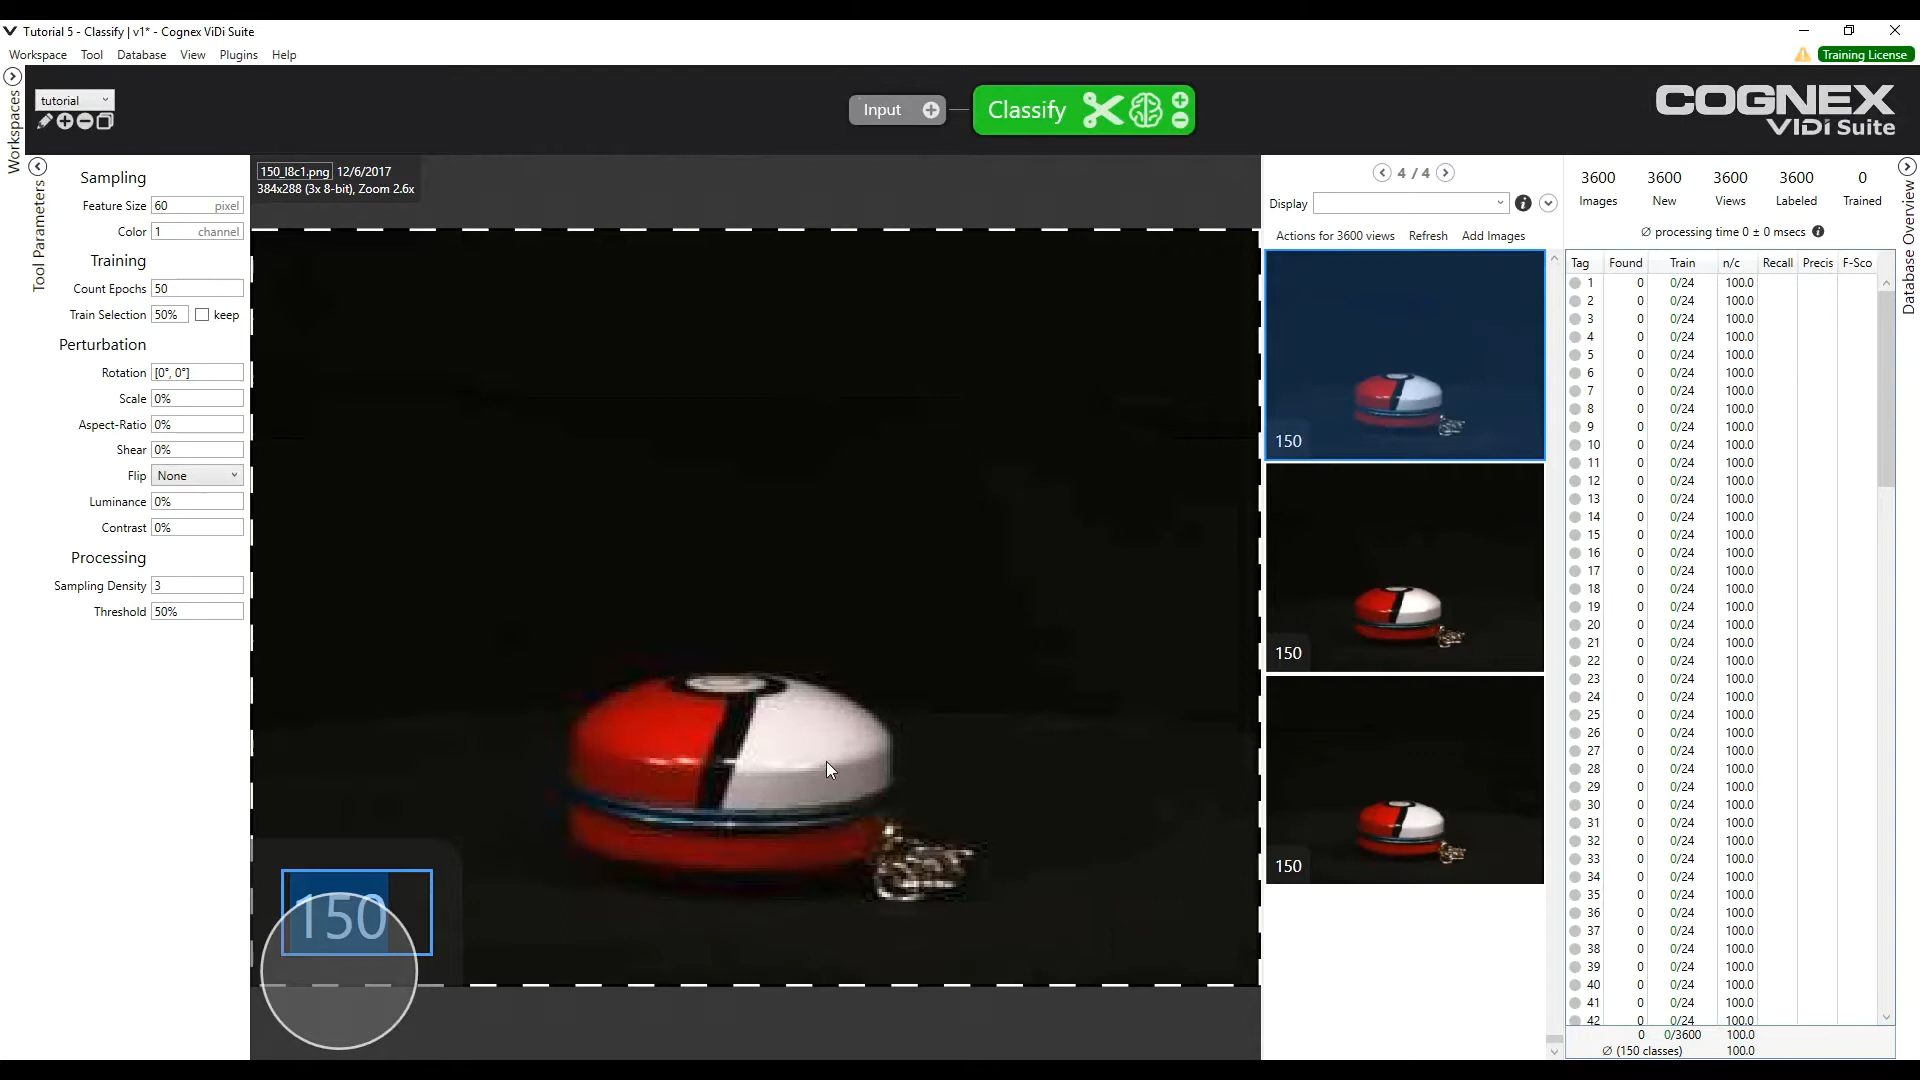 Tutorial 5 - Classify | v1* - Cognex ViDi Suite
Workspace Tool Database View Plugins Help
Training License
Workspaces
tutorial
Input
Classify
COGNEX
ViDi Suite
Tool Parameters
Sampling
Feature Size 60 pixel
Color 1 channel
Training
Count Epochs 50
Train Selection 50% keep
Perturbation
Rotation [0°, 0°]
Scale 0%
Aspect-Ratio 0%
Shear 0%
Flip None
Luminance 0%
Contrast 0%
Processing
Sampling Density 3
Threshold 50%
150_l8c1.png 12/6/2017
384x288 (3x 8-bit), Zoom 2.6x
150
4 / 4
Display
Actions for 3600 views Refresh Add Images
150
150
150
3600 3600 3600 3600 0
Images New Views Labeled Trained
Ø processing time 0 ± 0 msecs
Database Overview
Tag Found Train n/c Recall Precis F-Sco
1 0 0/24 100.0
2 0 0/24 100.0
3 0 0/24 100.0
4 0 0/24 100.0
5 0 0/24 100.0
6 0 0/24 100.0
7 0 0/24 100.0
8 0 0/24 100.0
9 0 0/24 100.0
10 0 0/24 100.0
11 0 0/24 100.0
12 0 0/24 100.0
13 0 0/24 100.0
14 0 0/24 100.0
15 0 0/24 100.0
16 0 0/24 100.0
17 0 0/24 100.0
18 0 0/24 100.0
19 0 0/24 100.0
20 0 0/24 100.0
21 0 0/24 100.0
22 0 0/24 100.0
23 0 0/24 100.0
24 0 0/24 100.0
25 0 0/24 100.0
26 0 0/24 100.0
27 0 0/24 100.0
28 0 0/24 100.0
29 0 0/24 100.0
30 0 0/24 100.0
31 0 0/24 100.0
32 0 0/24 100.0
33 0 0/24 100.0
34 0 0/24 100.0
35 0 0/24 100.0
36 0 0/24 100.0
37 0 0/24 100.0
38 0 0/24 100.0
39 0 0/24 100.0
40 0 0/24 100.0
41 0 0/24 100.0
42 0 0/24 100.0
0 0/3600 100.0
Ø (150 classes) 100.0